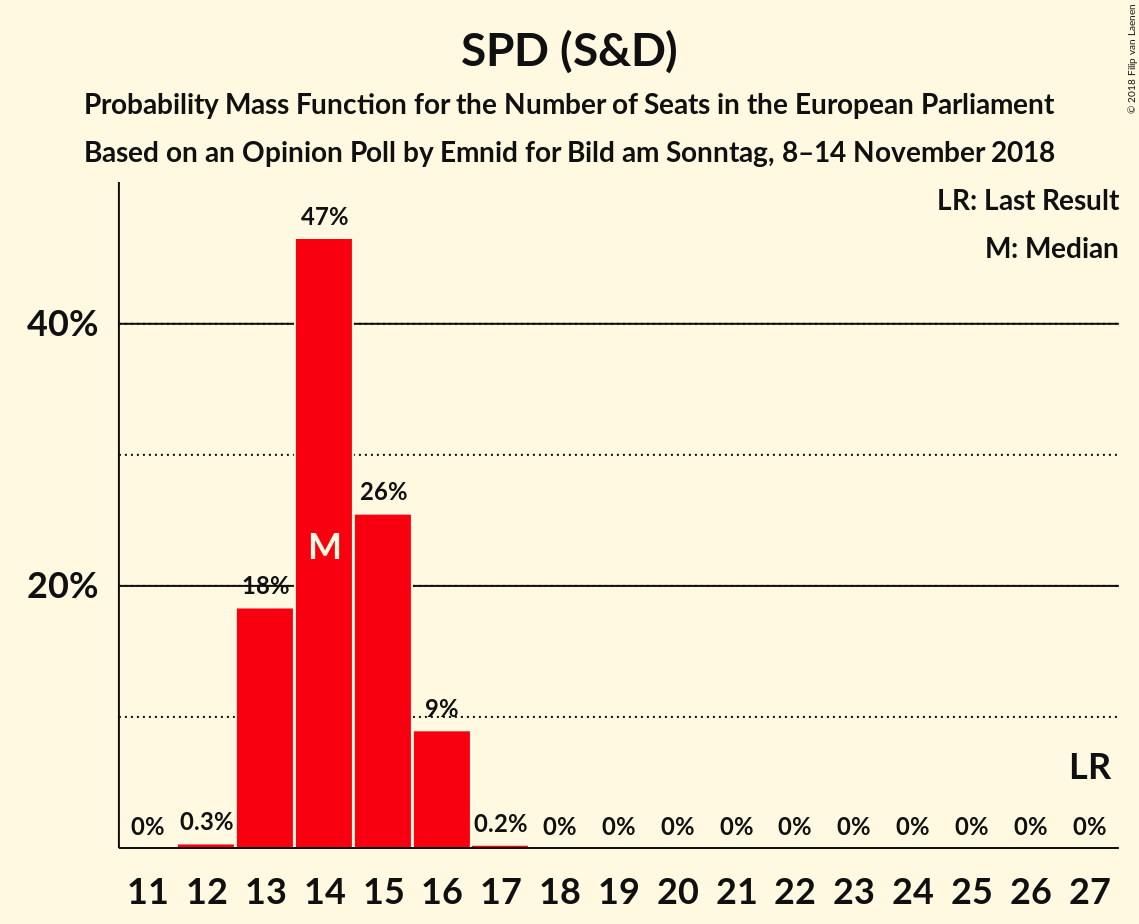 SPD (S&D)
Probability Mass Function for the Number of Seats in the European Parliament
Based on an Opinion Poll by Emnid for Bild am Sonntag, 8–14 November 2018
© 2018 Filip van Laenen
LR: Last Result
M: Median
47%
40%
26%
M
20%
18%
9%
LR
0% 0.3% 0.2% 0% 0% 0% 0% 0% 0% 0% 0% 0% 0%
11 12 13 14 15 16 17 18 19 20 21 22 23 24 25 26 27